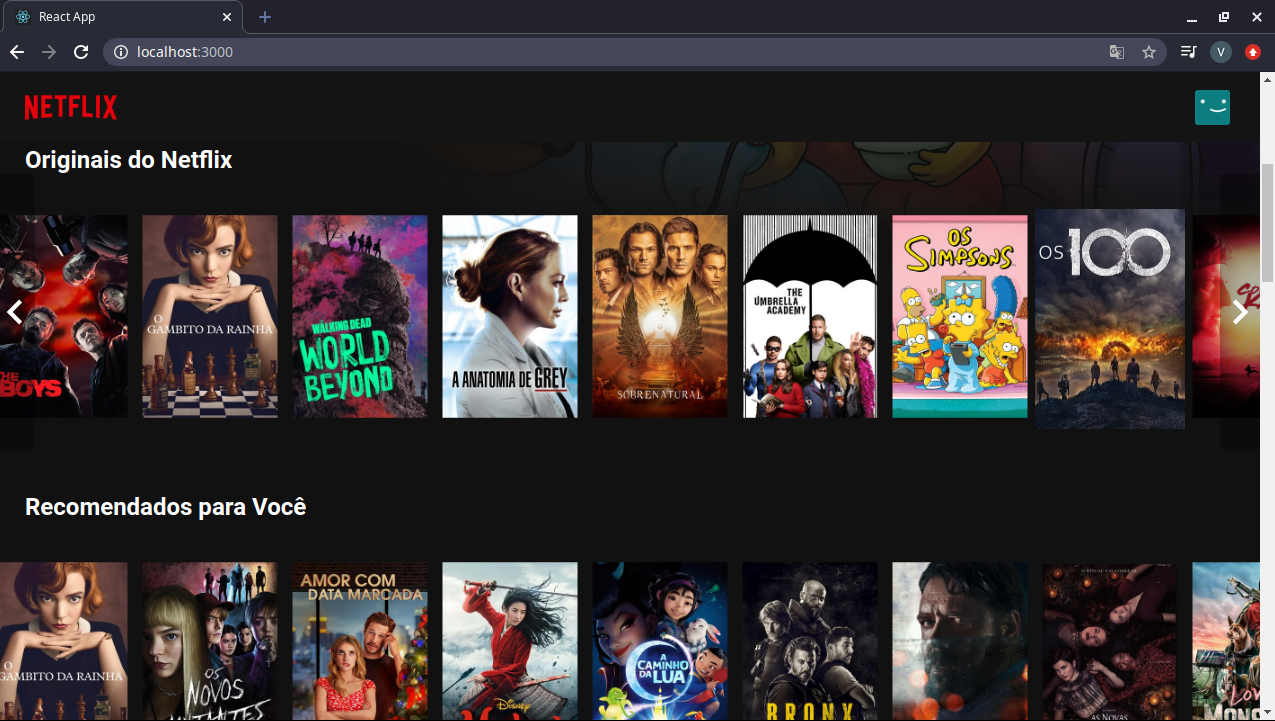 React App
localhost:3000
V
NETFLIX
Originais do Netflix
THE
BOYS
O
GAMBITO DA RAINHA
THE
WALKING DEAD
WORLD
BEYOND
A ANATOMIA DE GREY
SOBRENATURAL
THE
UMBRELLA
ACADEMY
OS
SIMPSONS
OS 100
Recomendados para Você
O
GAMBITO DA RAINHA
OS
NOVOS
MUTANTES
AMOR COM
DATA MARCADA
DISNEY
A
CAMINHO
DA LUA
BRONX
AS NOVAS